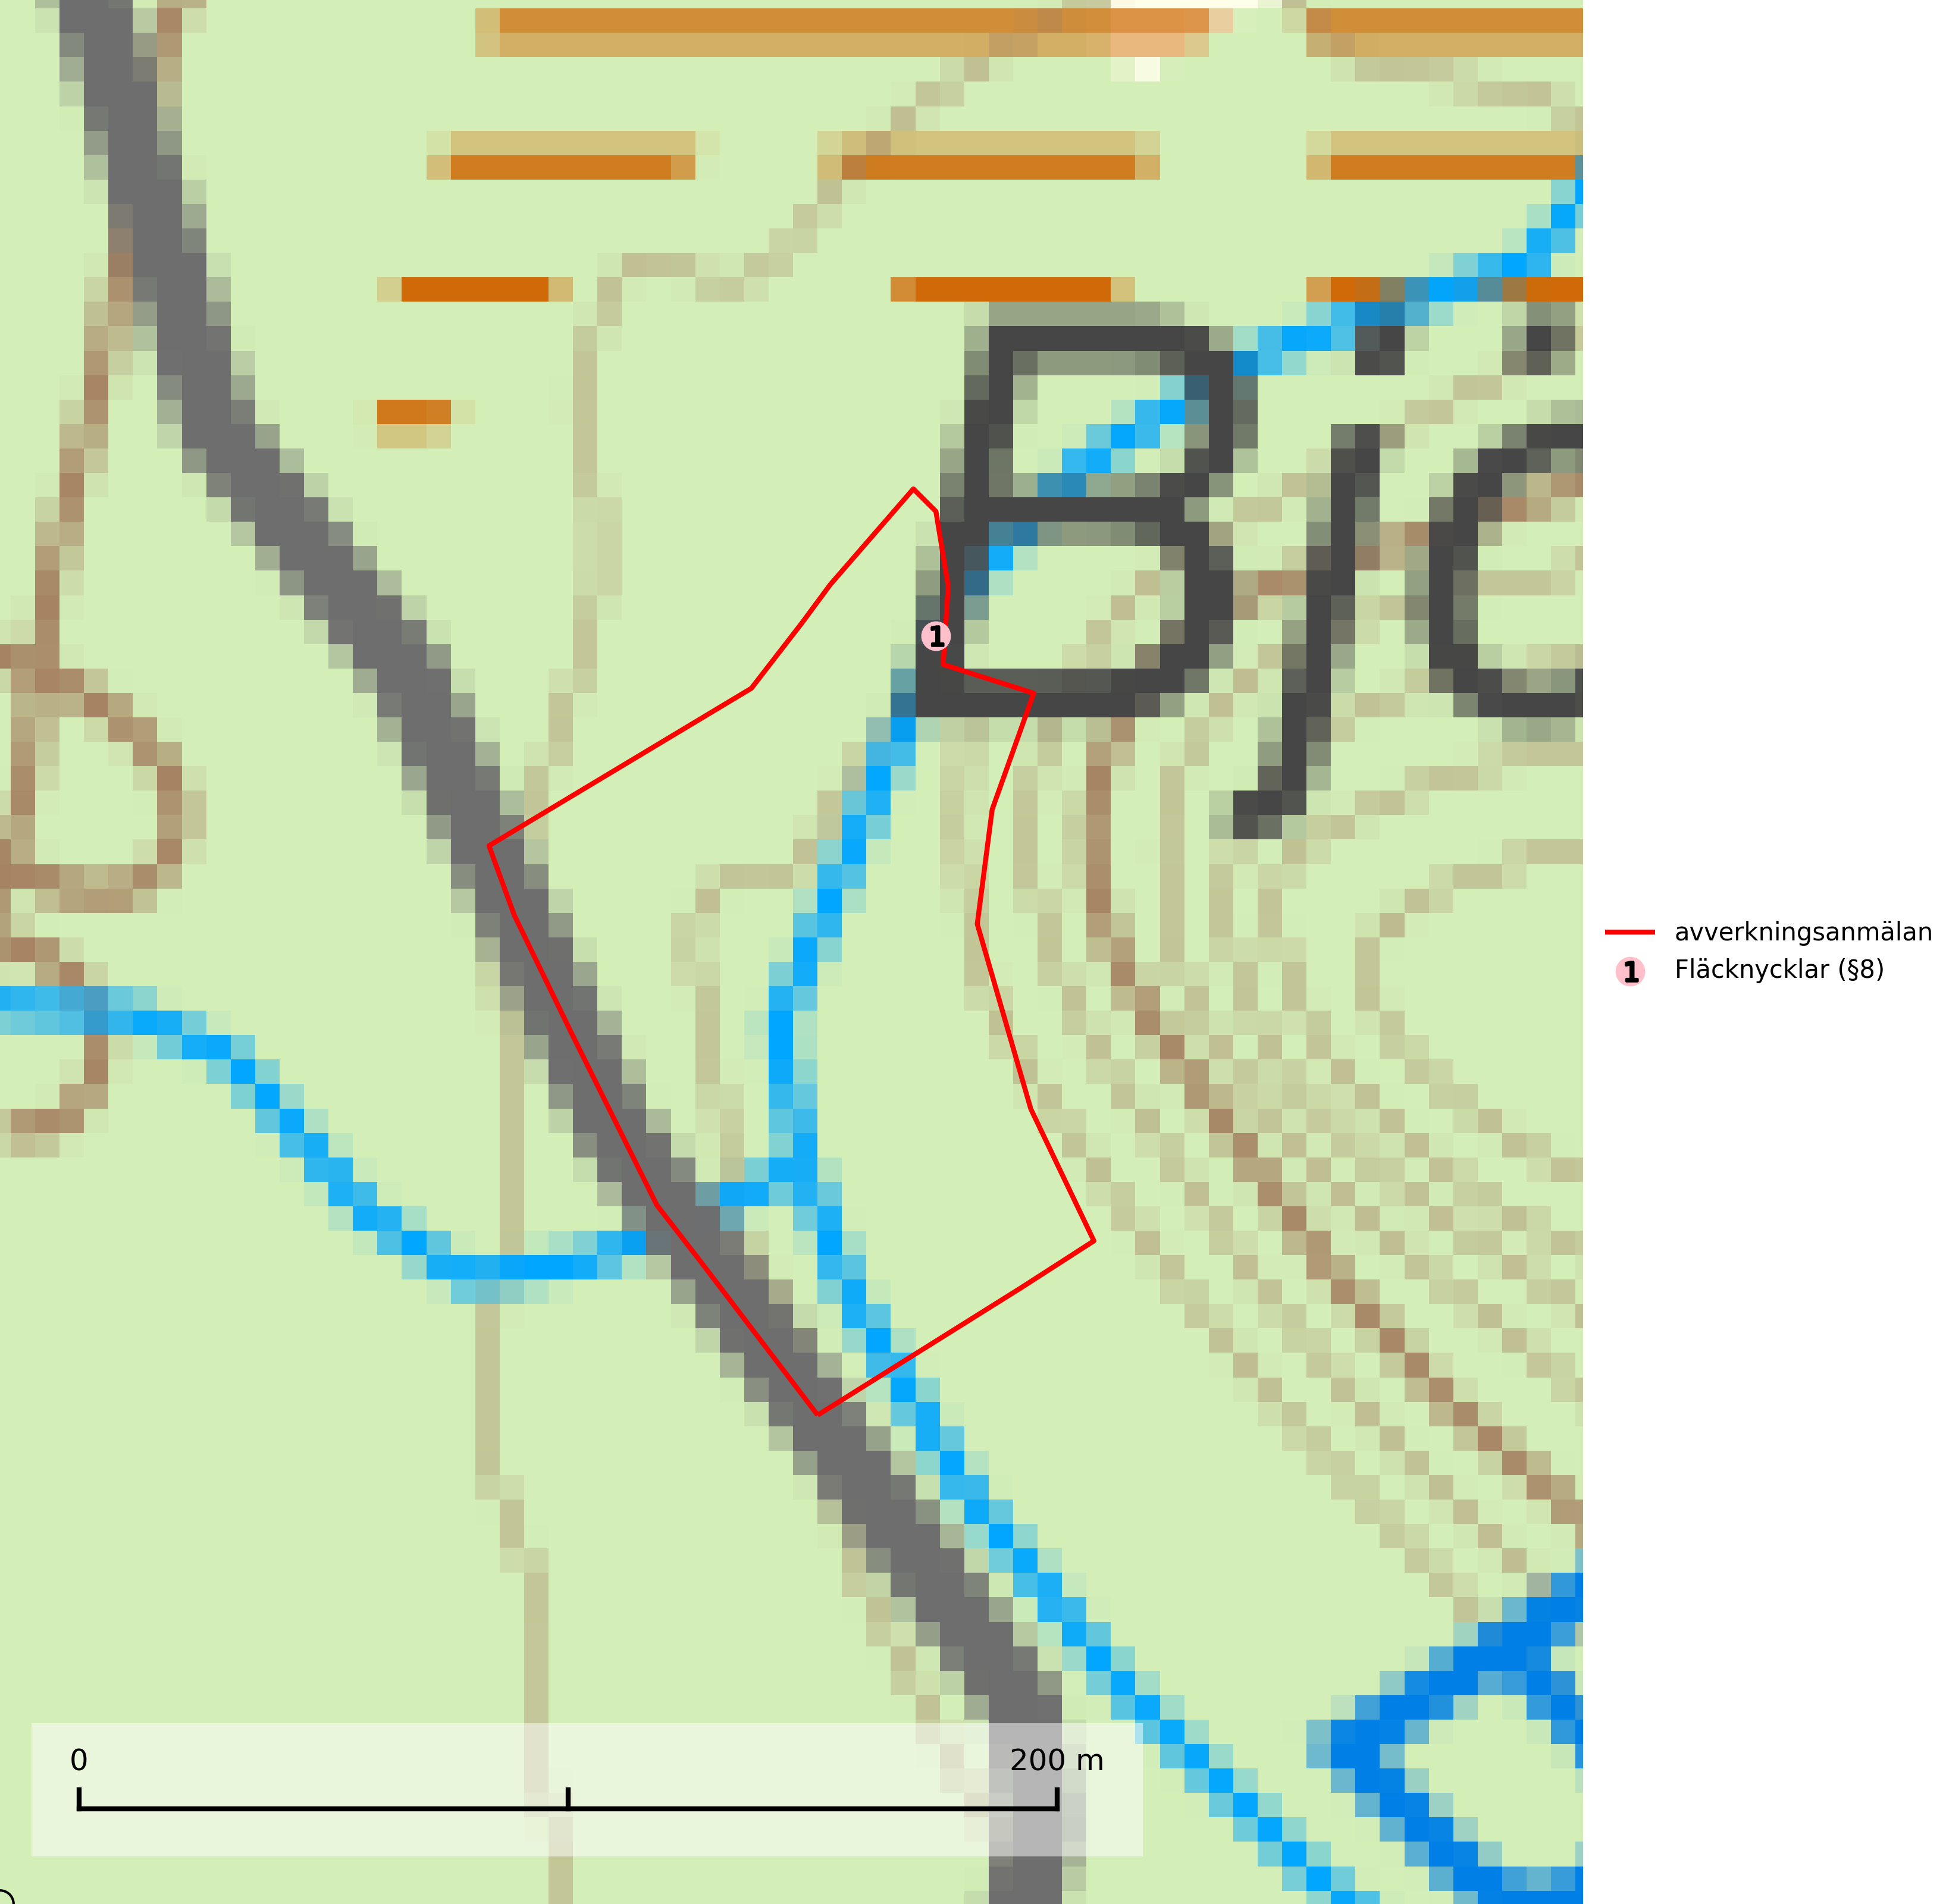 1
avverkningsanmälan
1 Fläcknycklar (§8)
0 200 m